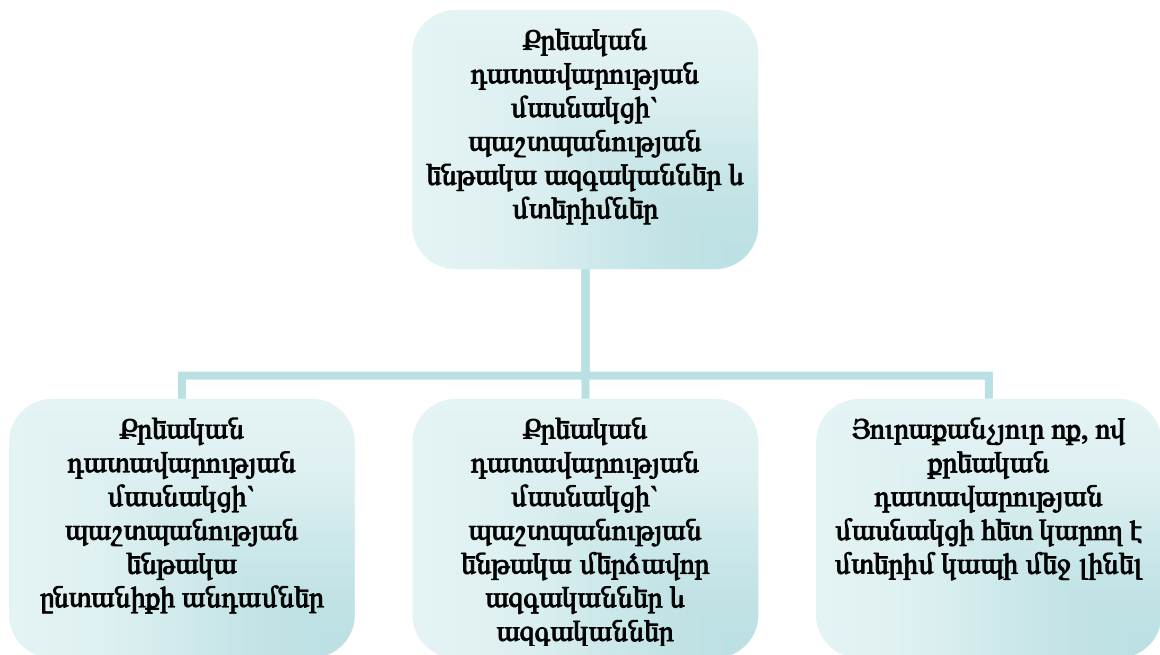 Քրեական
դատավարության
մասնակցի՝
պաշտպանության
ենթակա ազգականներ և
մտերիմներ
Քրեական
դատավարության
մասնակցի՝
պաշտպանության
ենթակա
ընտանիքի անդամներ
Քրեական
դատավարության
մասնակցի՝
պաշտպանության
ենթակա մերձավոր
ազգականներ և
ազգականներ
Յուրաքանչյուր ոք, ով
քրեական
դատավարության
մասնակցի հետ կարող է
մտերիմ կապի մեջ լինել